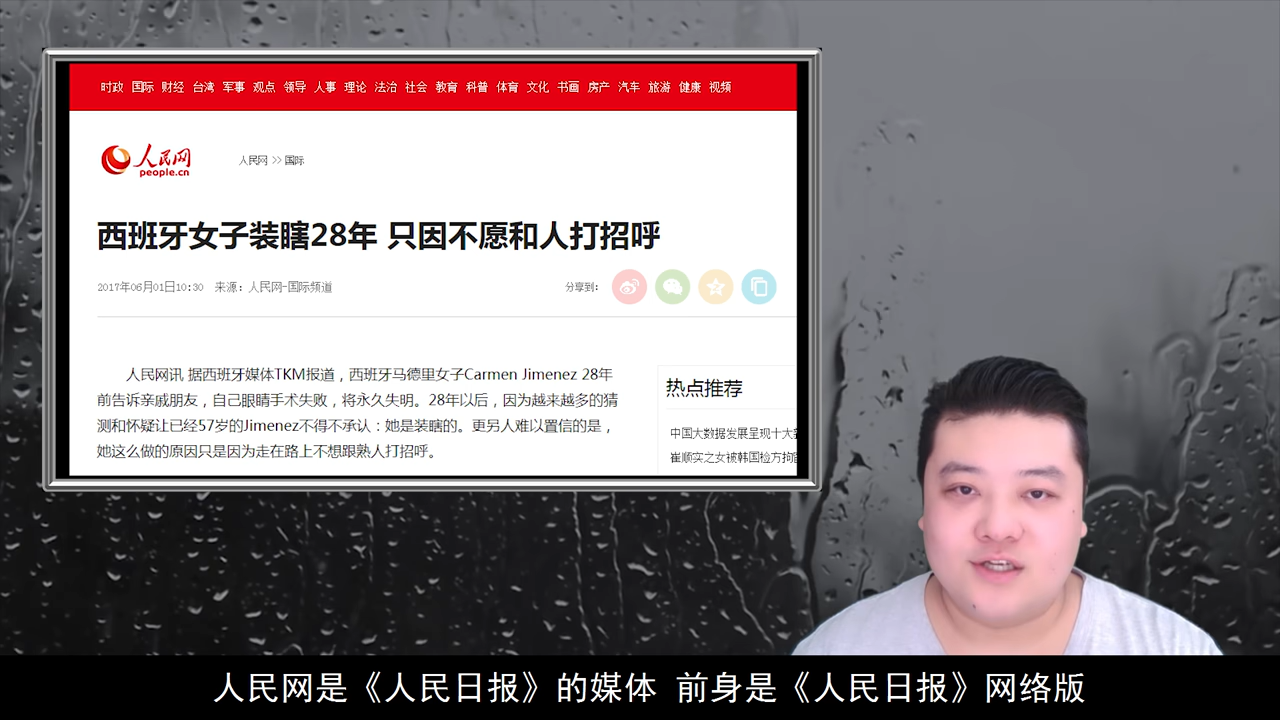 时政 国际 财经 台湾 军事 观点 领导 人事 理论 法治 社会 教育 科普 体育 文化 书画 房产 汽车 旅游 健康 视频
人民网
people.cn
人民网 >> 国际
西班牙女子装瞎28年 只因不愿和人打招呼
2017年06月01日10:30 来源：人民网-国际频道
分享到：
人民网讯 据西班牙媒体TKM报道，西班牙马德里女子Carmen Jimenez 28年
前告诉亲戚朋友，自己眼睛手术失败，将永久失明。28年以后，因为越来越多的猜
测和怀疑让已经57岁的Jimenez不得不承认：她是装瞎的。更另人难以置信的是，
她这么做的原因只是因为走在路上不想跟熟人打招呼。
热点推荐
中国大数据发展呈现十大
崔顺实之女被韩国检方拘
人民网是《人民日报》的媒体 前身是《人民日报》网络版